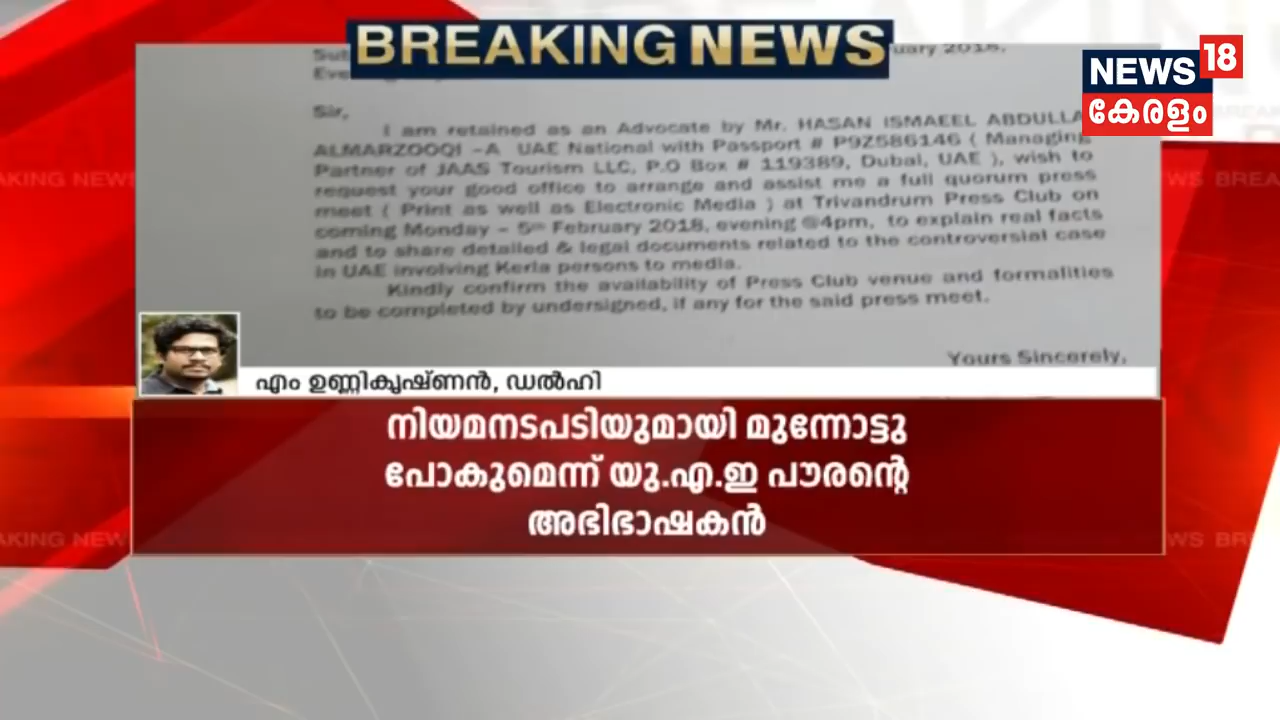 BREAKING NEWS
NEWS 18
കേരളം
Sir,
I am retained as an Advocate by Mr. HASAN ISMAEEL ABDULLA
ALMARZOOQI –A UAE National with Passport # P9Z586146 ( Managing
Partner of JAAS Tourism LLC, P.O Box # 119389, Dubai, UAE ), wish to
request your good office to arrange and assist me a full quorum press
meet ( Print as well as Electronic Media ) at Trivandrum Press Club on
coming Monday – 5th February 2018, evening @4pm, to explain real facts
and to share detailed & legal documents related to the controversial case
in UAE involving Kerla persons to media.
Kindly confirm the availability of Press Club venue and formalities
to be completed by undersigned, if any for the said press meet.
Yours Sincerely,
എം ഉണ്ണികൃഷ്ണൻ, ഡൽഹി
നിയമനടപടിയുമായി മുന്നോട്ടു
പോകുമെന്ന് യു.എ.ഇ പൗരന്റെ
അഭിഭാഷകൻ